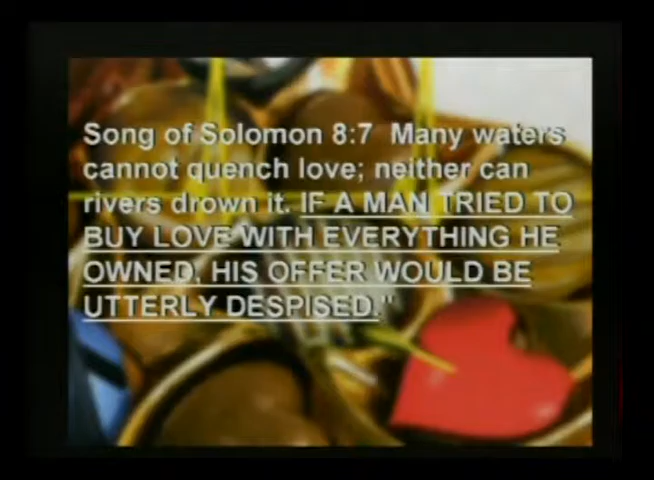 Song of Solomon 8:7 Many waters
cannot quench love; neither can
rivers drown it. IF A MAN TRIED TO
BUY LOVE WITH EVERYTHING HE
OWNED, HIS OFFER WOULD BE
UTTERLY DESPISED."